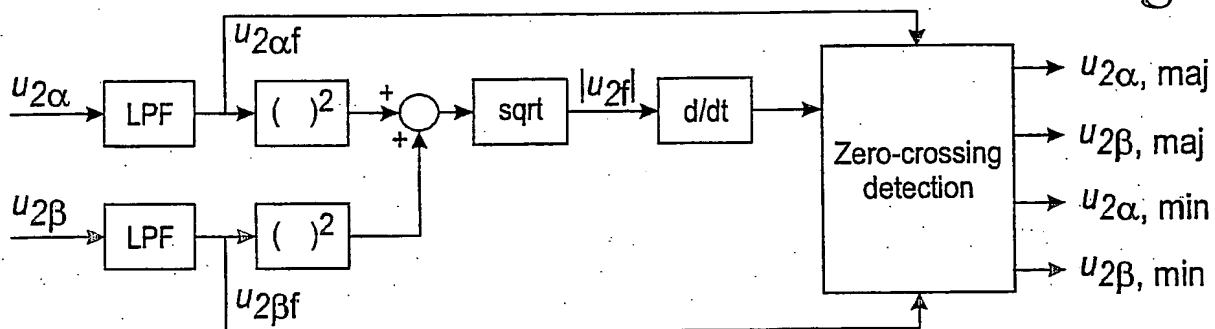 u2αf
u2α
LPF
( )2
+
+
sqrt
|u2f|
d/dt
Zero-crossing
detection
u2α, maj
u2β, maj
u2α, min
u2β, min
u2β
LPF
( )2
u2βf